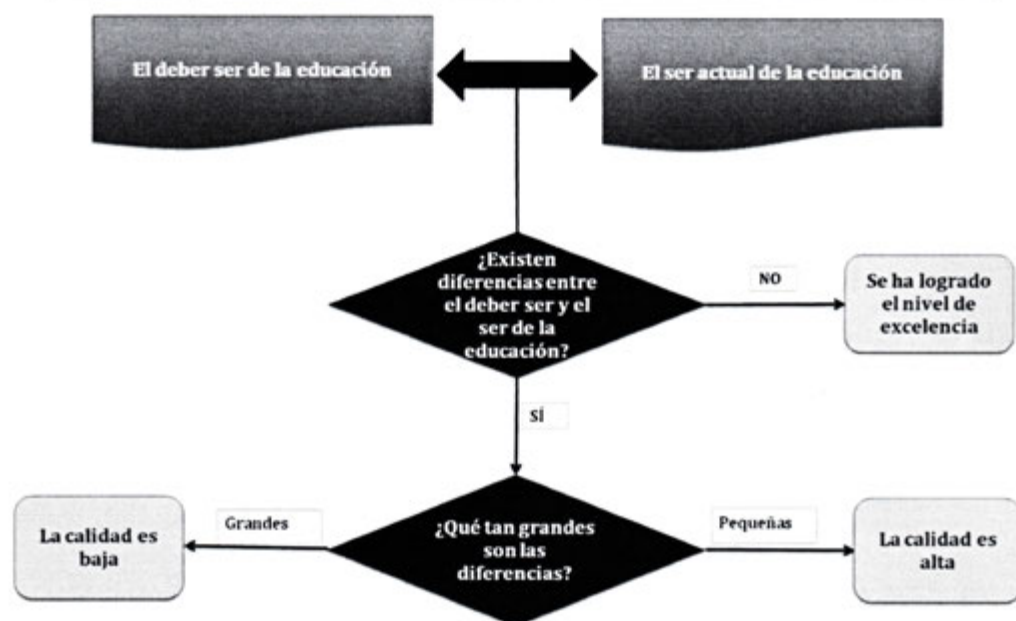 El deber ser de la educación
El ser actual de la educación
¿Existen
diferencias entre
el deber ser y el
ser de la
educación?
NO
Se ha logrado
el nivel de
excelencia
SÍ
La calidad es
baja
Grandes
¿Qué tan grandes
son las
diferencias?
Pequeñas
La calidad es
alta